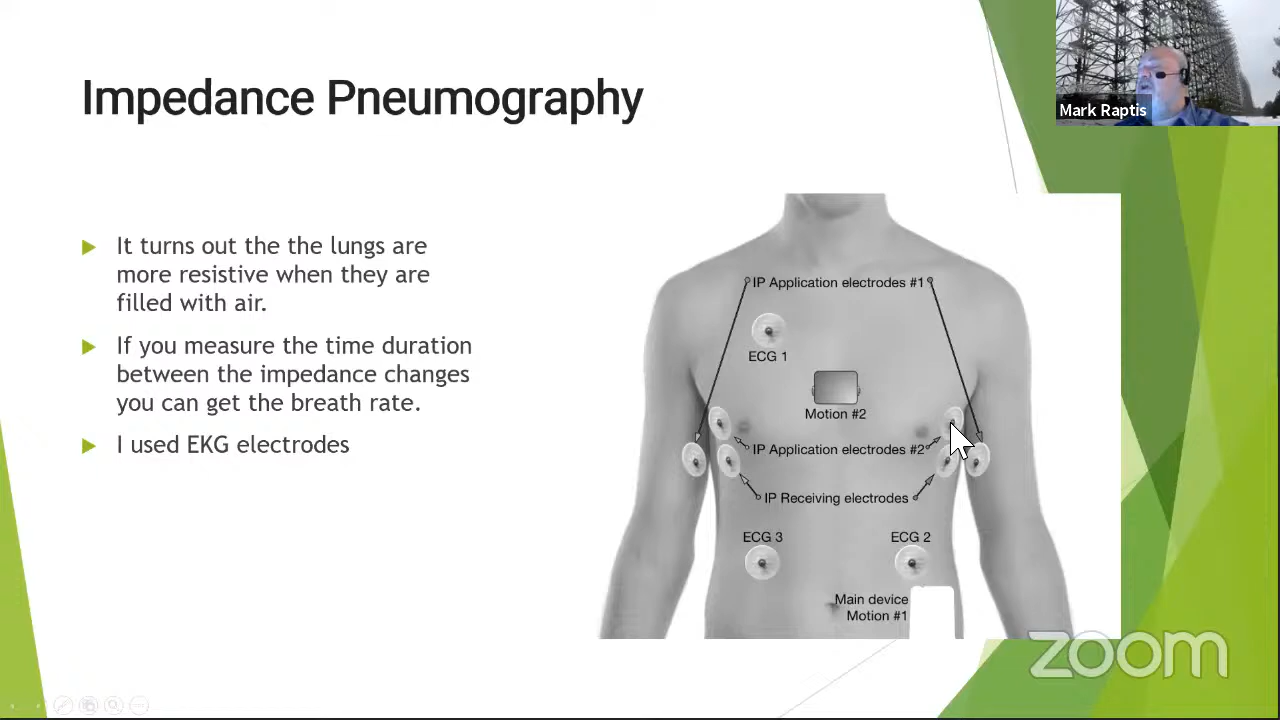 Impedance Pneumography
Mark Raptis
It turns out the the lungs are
more resistive when they are
filled with air.
If you measure the time duration
between the impedance changes
you can get the breath rate.
I used EKG electrodes
IP Application electrodes #1
ECG 1
Motion #2
IP Application electrodes #2
IP Receiving electrodes
ECG 3
ECG 2
Main device
Motion #1
zoom